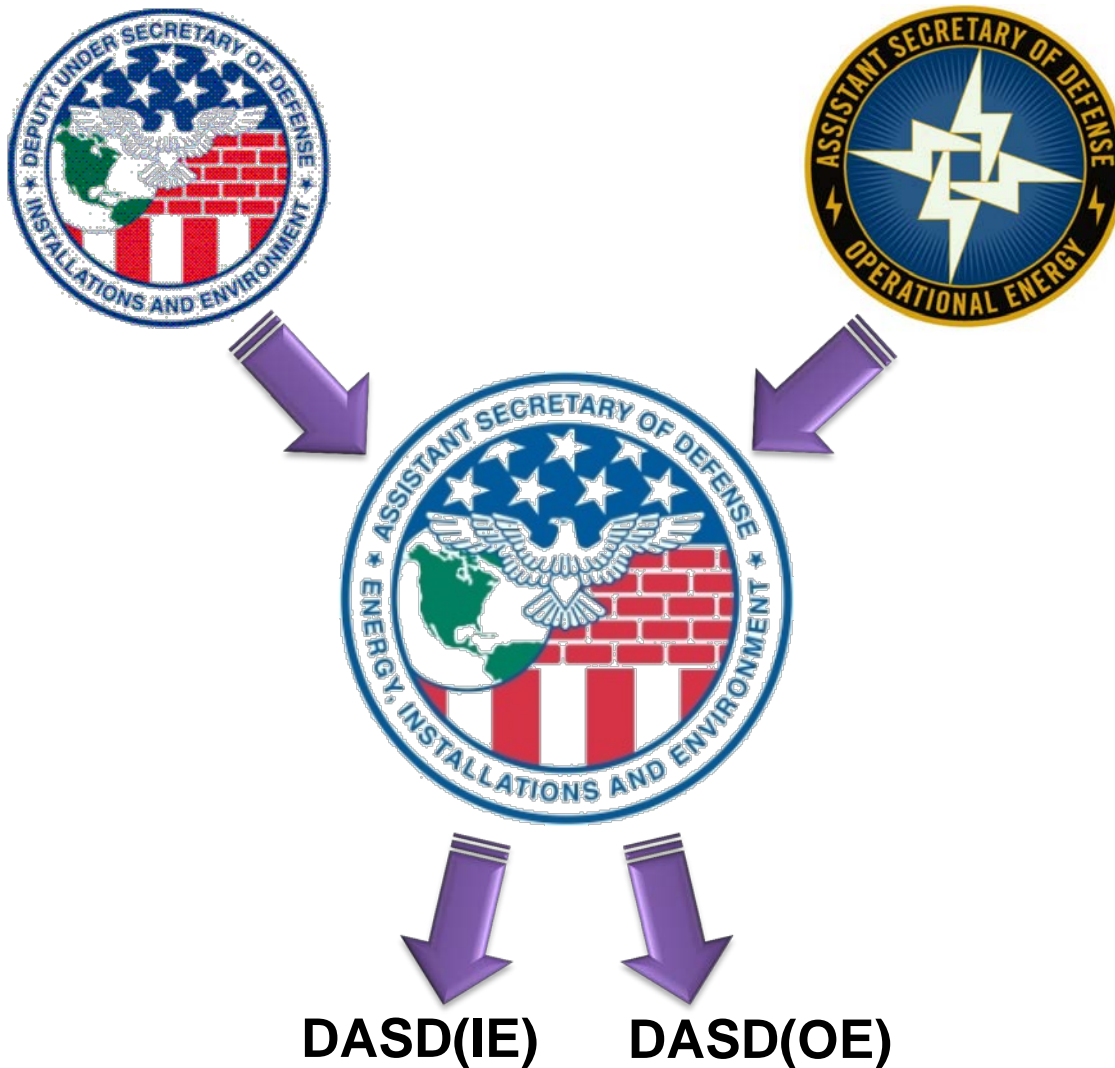 DEPUTY UNDER SECRETARY OF DEFENSE
★ INSTALLATIONS AND ENVIRONMENT ★
ASSISTANT SECRETARY OF DEFENSE
OPERATIONAL ENERGY
ASSISTANT SECRETARY OF DEFENSE
★ ENERGY, INSTALLATIONS AND ENVIRONMENT ★
DASD(IE) DASD(OE)